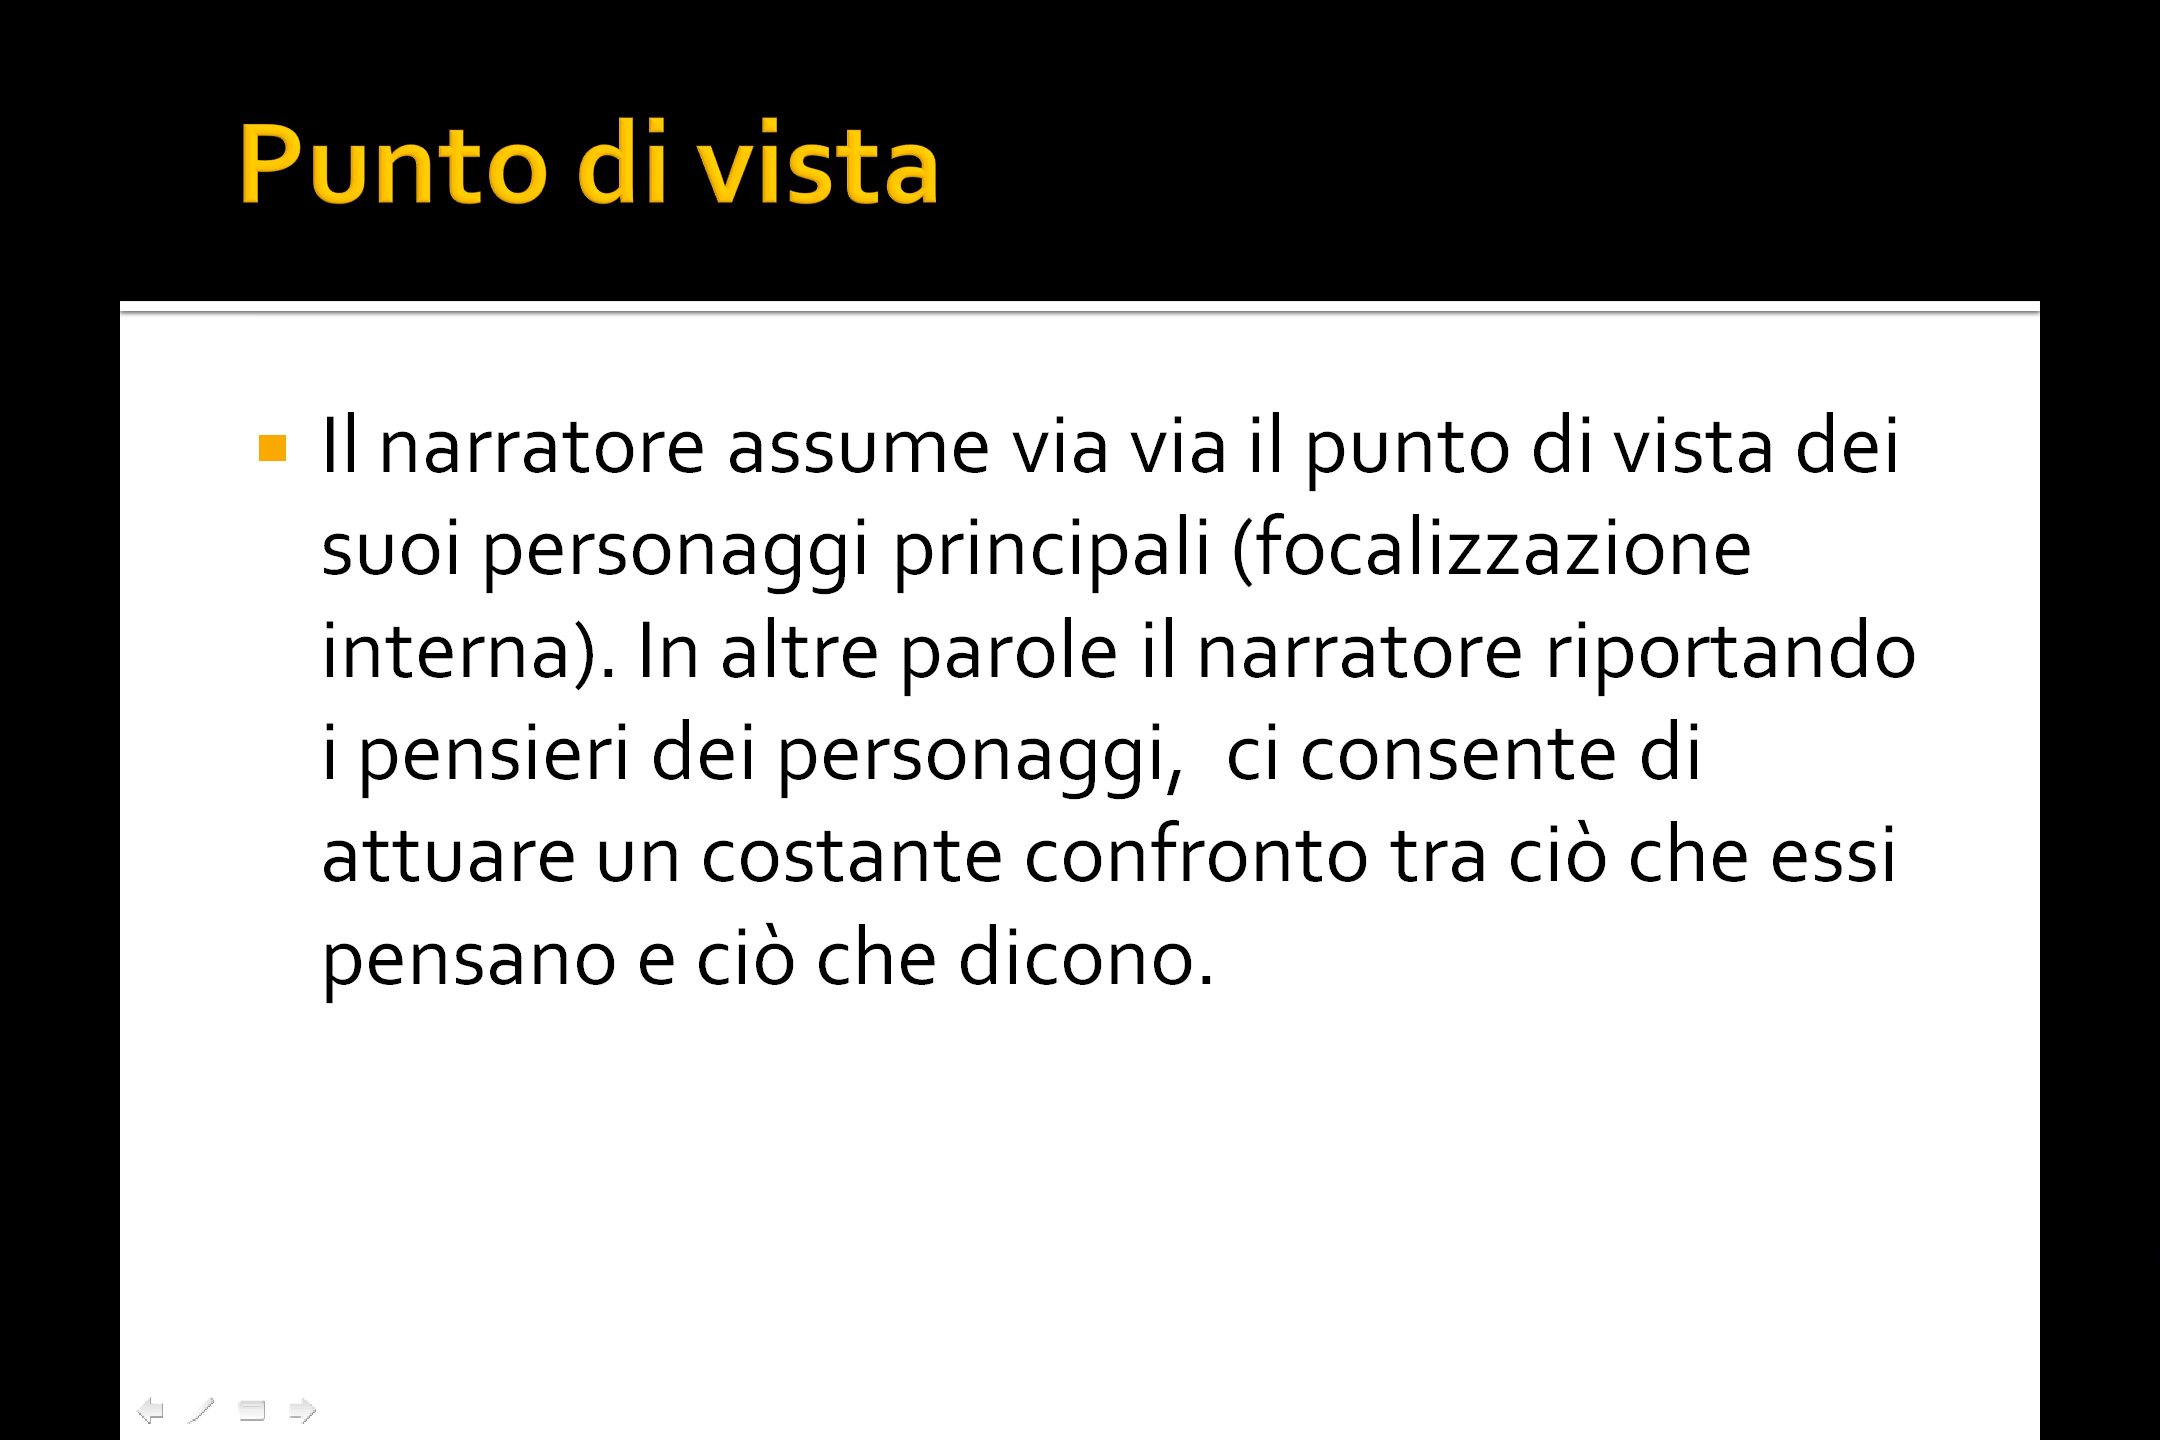 Punto di vista
Il narratore assume via via il punto di vista dei
suoi personaggi principali (focalizzazione
interna). In altre parole il narratore riportando
i pensieri dei personaggi,  ci consente di
attuare un costante confronto tra ciò che essi
pensano e ciò che dicono.